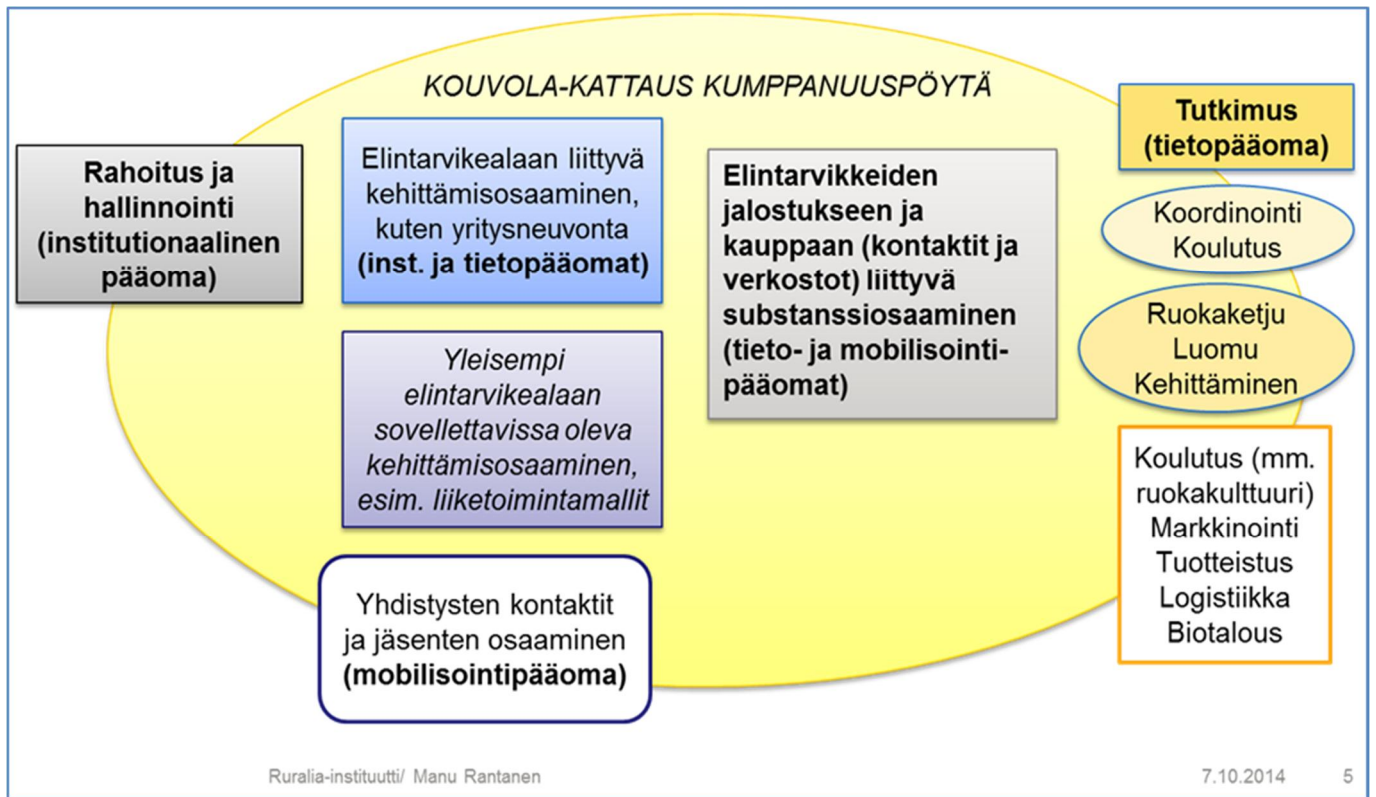 KOUVOLA-KATTAUS KUMPPANUUSPÖYTÄ
Rahoitus ja
hallinnointi
(institutionaalinen
pääoma)
Elintarvikealaan liittyvä
kehittämisosaaminen,
kuten yritysneuvonta
(inst. ja tietopääomat)
Yleisempi
elintarvikealaan
sovellettavissa oleva
kehittämisosaaminen,
esim. liiketoimintamallit
Yhdistysten kontaktit
ja jäsenten osaaminen
(mobilisointipääoma)
Elintarvikkeiden
jalostukseen ja
kauppaan (kontaktit ja
verkostot) liittyvä
substanssiosaaminen
(tieto- ja mobilisointi-
pääomat)
Tutkimus
(tietopääoma)
Koordinointi
Koulutus
Ruokaketju
Luomu
Kehittäminen
Koulutus (mm.
ruokakulttuuri)
Markkinointi
Tuotteistus
Logistiikka
Biotalous
Ruralia-instituutti/ Manu Rantanen
7.10.2014
5